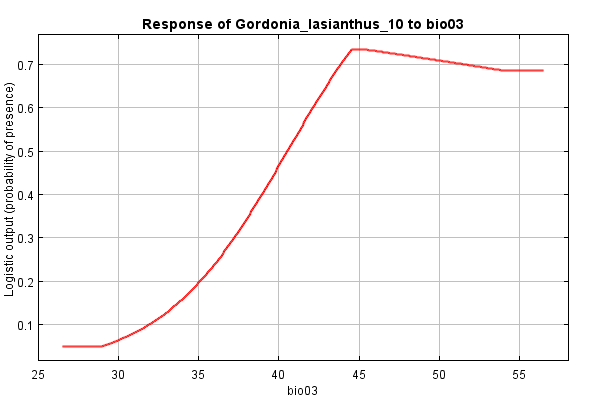 Response of Gordonia_lasianthus_10 to bio03
Logistic output (probability of presence)
0.7
0.6
0.5
0.4
0.3
0.2
0.1
25 30 35 40 45 50 55
bio03